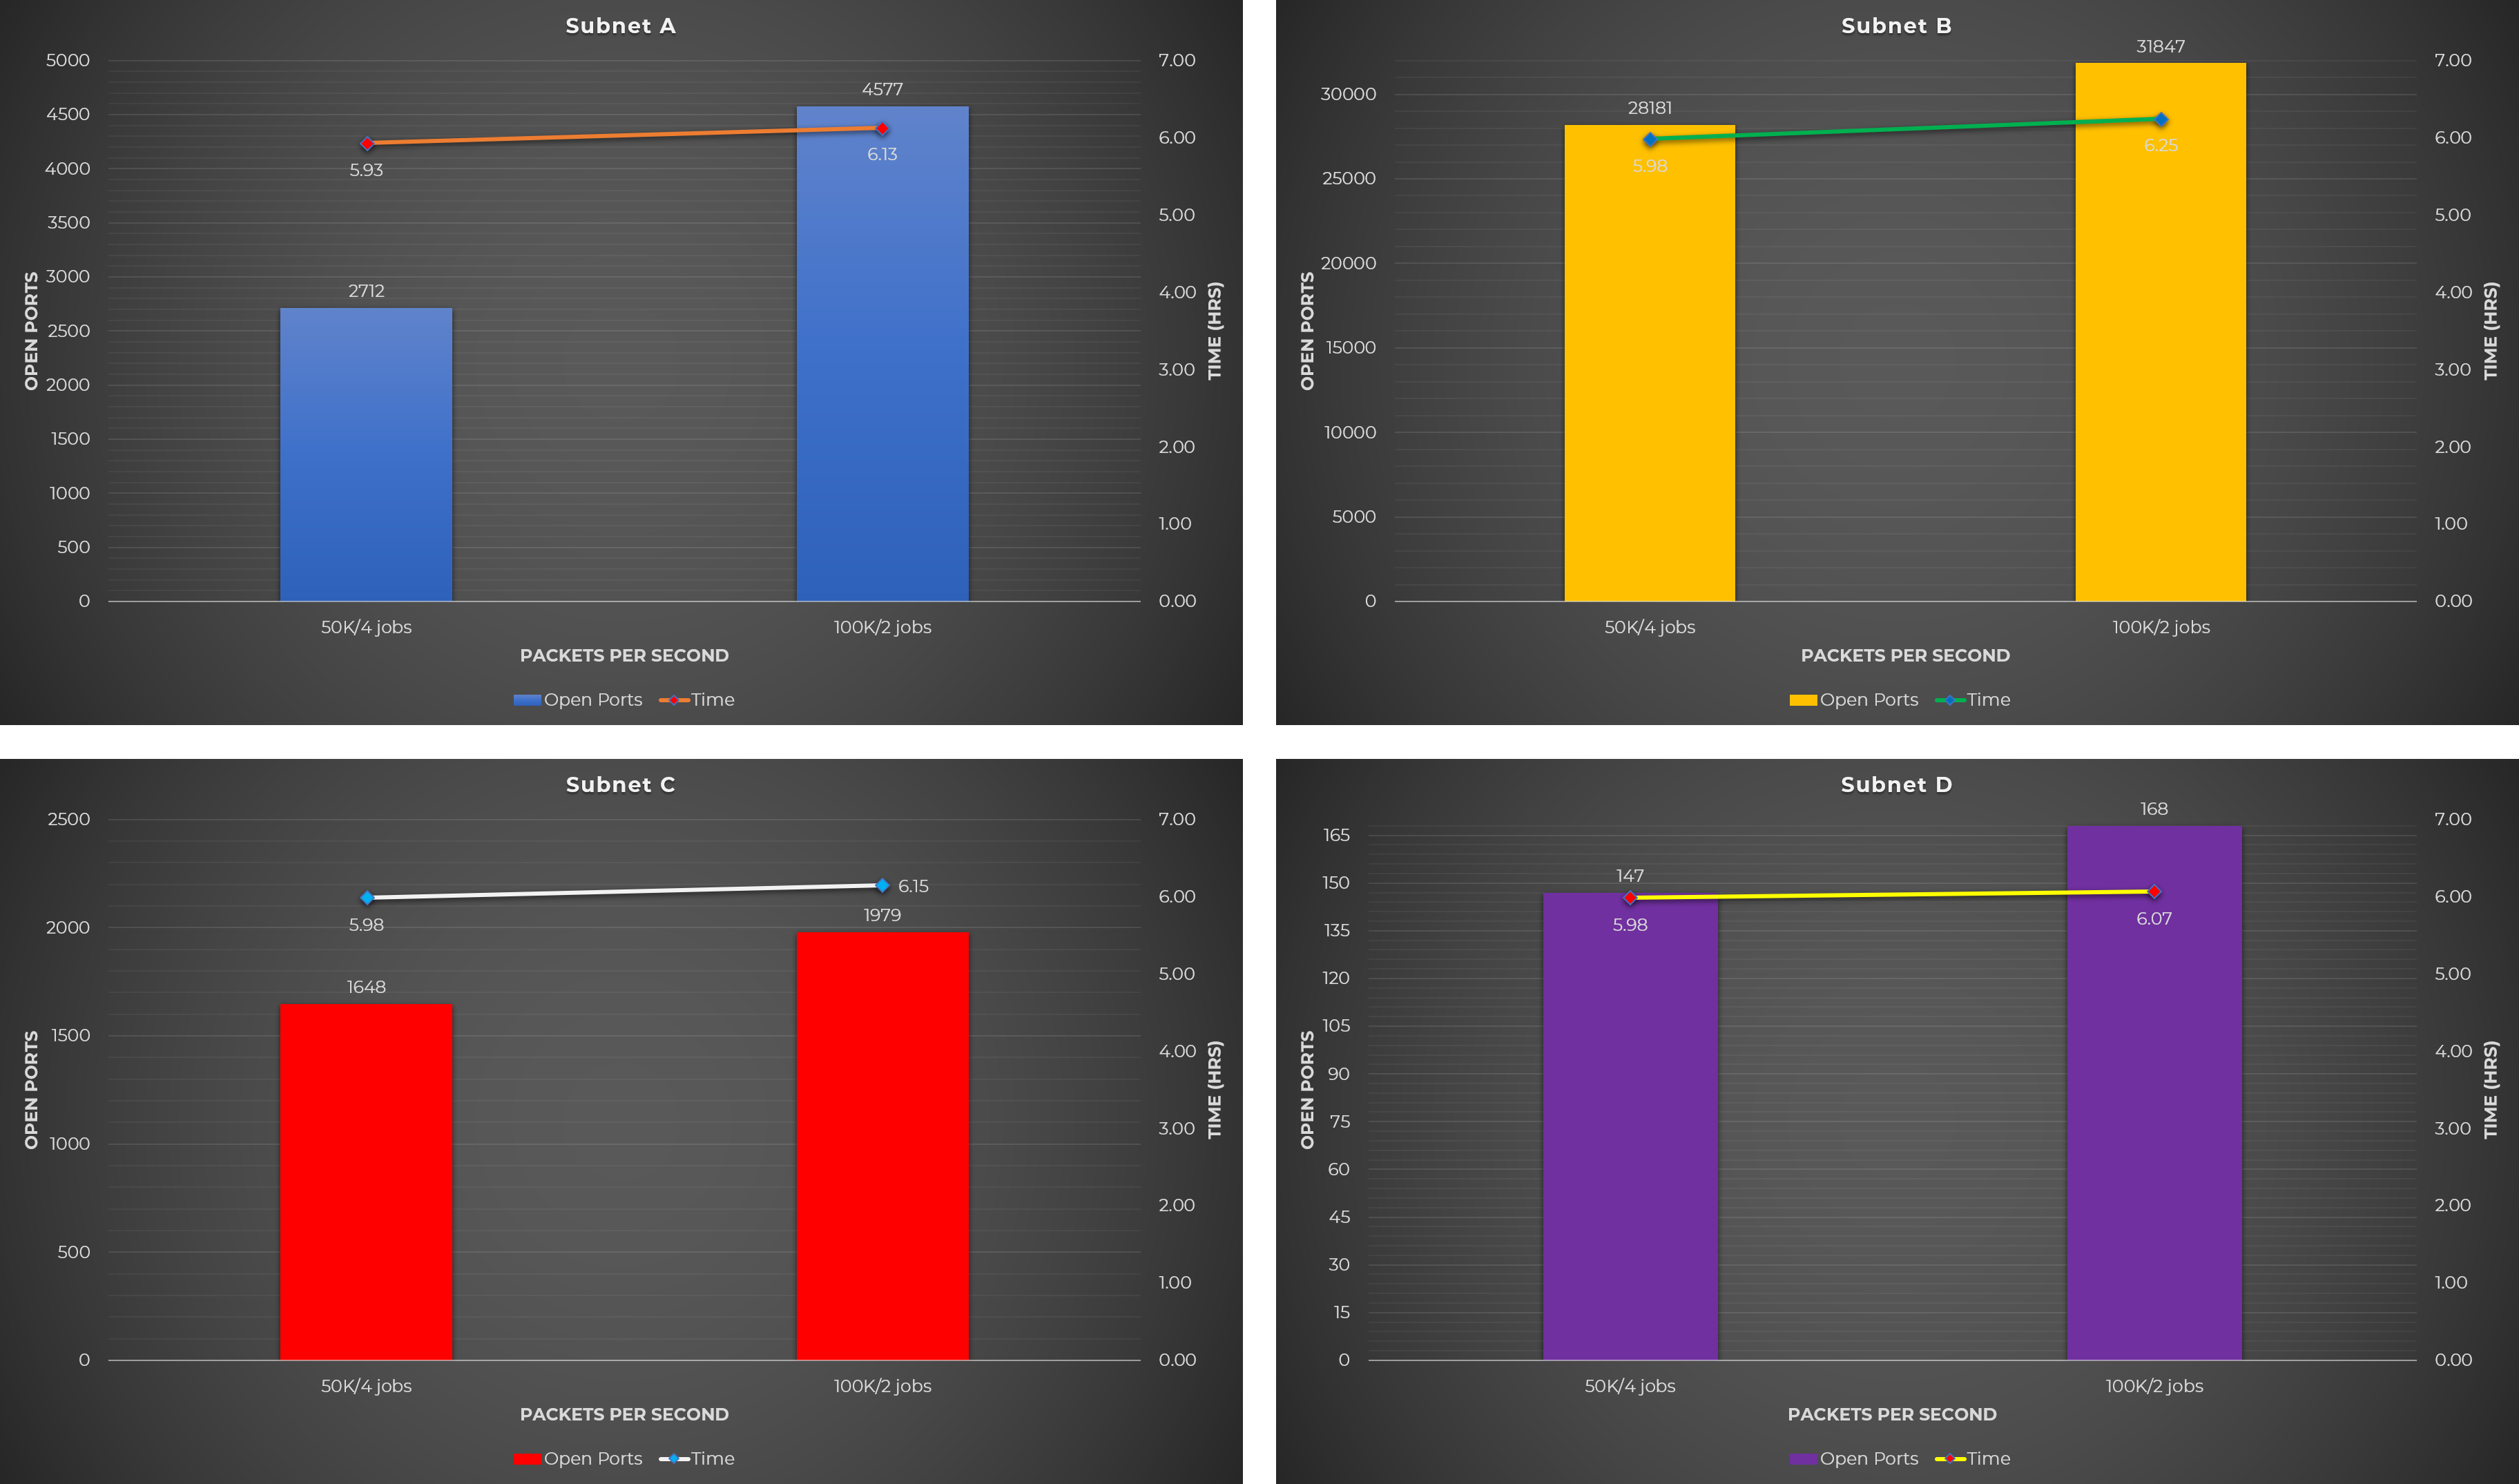 Subnet A
5000
4500
4000
3500
3000
2500
2000
1500
1000
500
0
OPEN PORTS
7.00
6.00
5.00
4.00
3.00
2.00
1.00
0.00
TIME (HRS)
2712
4577
5.93
6.13
50K/4 jobs
100K/2 jobs
PACKETS PER SECOND
Open Ports
Time
Subnet B
30000
25000
20000
15000
10000
5000
0
OPEN PORTS
7.00
6.00
5.00
4.00
3.00
2.00
1.00
0.00
TIME (HRS)
28181
31847
5.98
6.25
50K/4 jobs
100K/2 jobs
PACKETS PER SECOND
Open Ports
Time
Subnet C
2500
2000
1500
1000
500
0
OPEN PORTS
7.00
6.00
5.00
4.00
3.00
2.00
1.00
0.00
TIME (HRS)
5.98
6.15
1648
1979
50K/4 jobs
100K/2 jobs
PACKETS PER SECOND
Open Ports
Time
Subnet D
165
150
135
120
105
90
75
60
45
30
15
0
OPEN PORTS
7.00
6.00
5.00
4.00
3.00
2.00
1.00
0.00
TIME (HRS)
147
168
5.98
6.07
50K/4 jobs
100K/2 jobs
PACKETS PER SECOND
Open Ports
Time